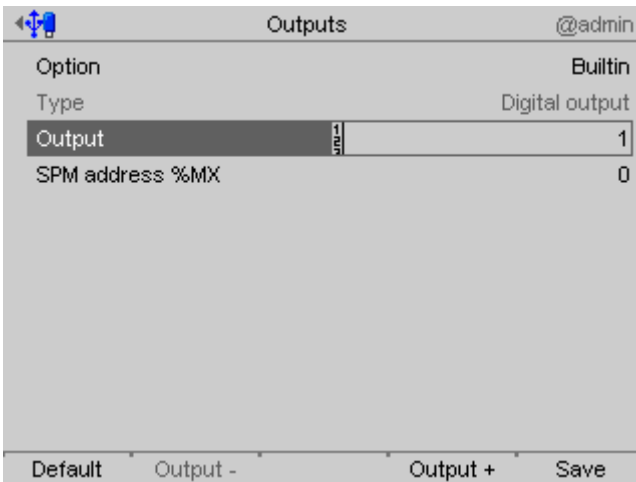 Outputs @admin
Option Builtin
Type Digital output
Output 1
SPM address %MX 0
Default Output - Output + Save